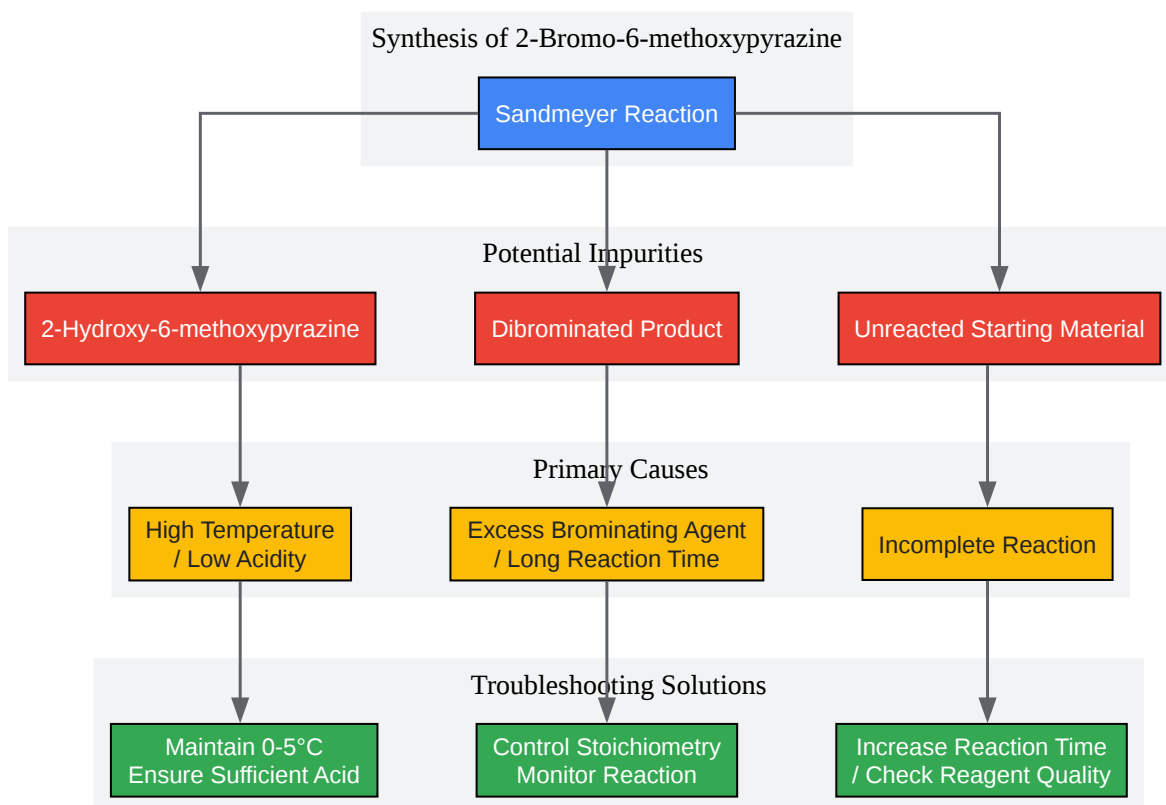 Synthesis of 2-Bromo-6-methoxypyrazine
Sandmeyer Reaction
Potential Impurities
2-Hydroxy-6-methoxypyrazine
Dibrominated Product
Unreacted Starting Material
Primary Causes
High Temperature
/ Low Acidity
Excess Brominating Agent
/ Long Reaction Time
Incomplete Reaction
Troubleshooting Solutions
Maintain 0-5°C
Ensure Sufficient Acid
Control Stoichiometry
Monitor Reaction
Increase Reaction Time
/ Check Reagent Quality